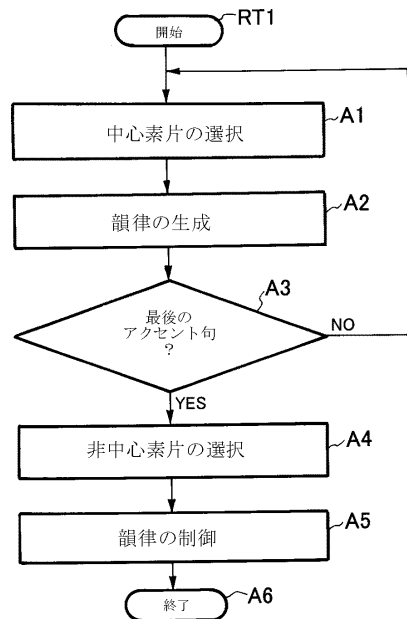 開始
RT1
中心素片の選択
A1
韻律の生成
A2
最後の
アクセント句
?
A3
NO
YES
非中心素片の選択
A4
韻律の制御
A5
終了
A6